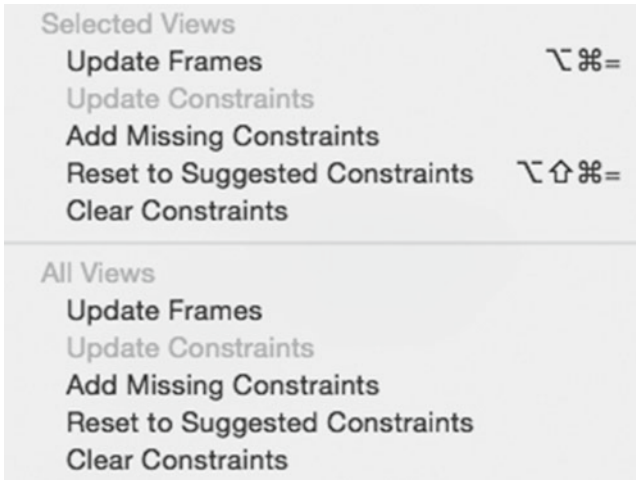 Selected Views
Update Frames ⌥⌘=
Update Constraints
Add Missing Constraints
Reset to Suggested Constraints ⌥⇧⌘=
Clear Constraints
All Views
Update Frames
Update Constraints
Add Missing Constraints
Reset to Suggested Constraints
Clear Constraints